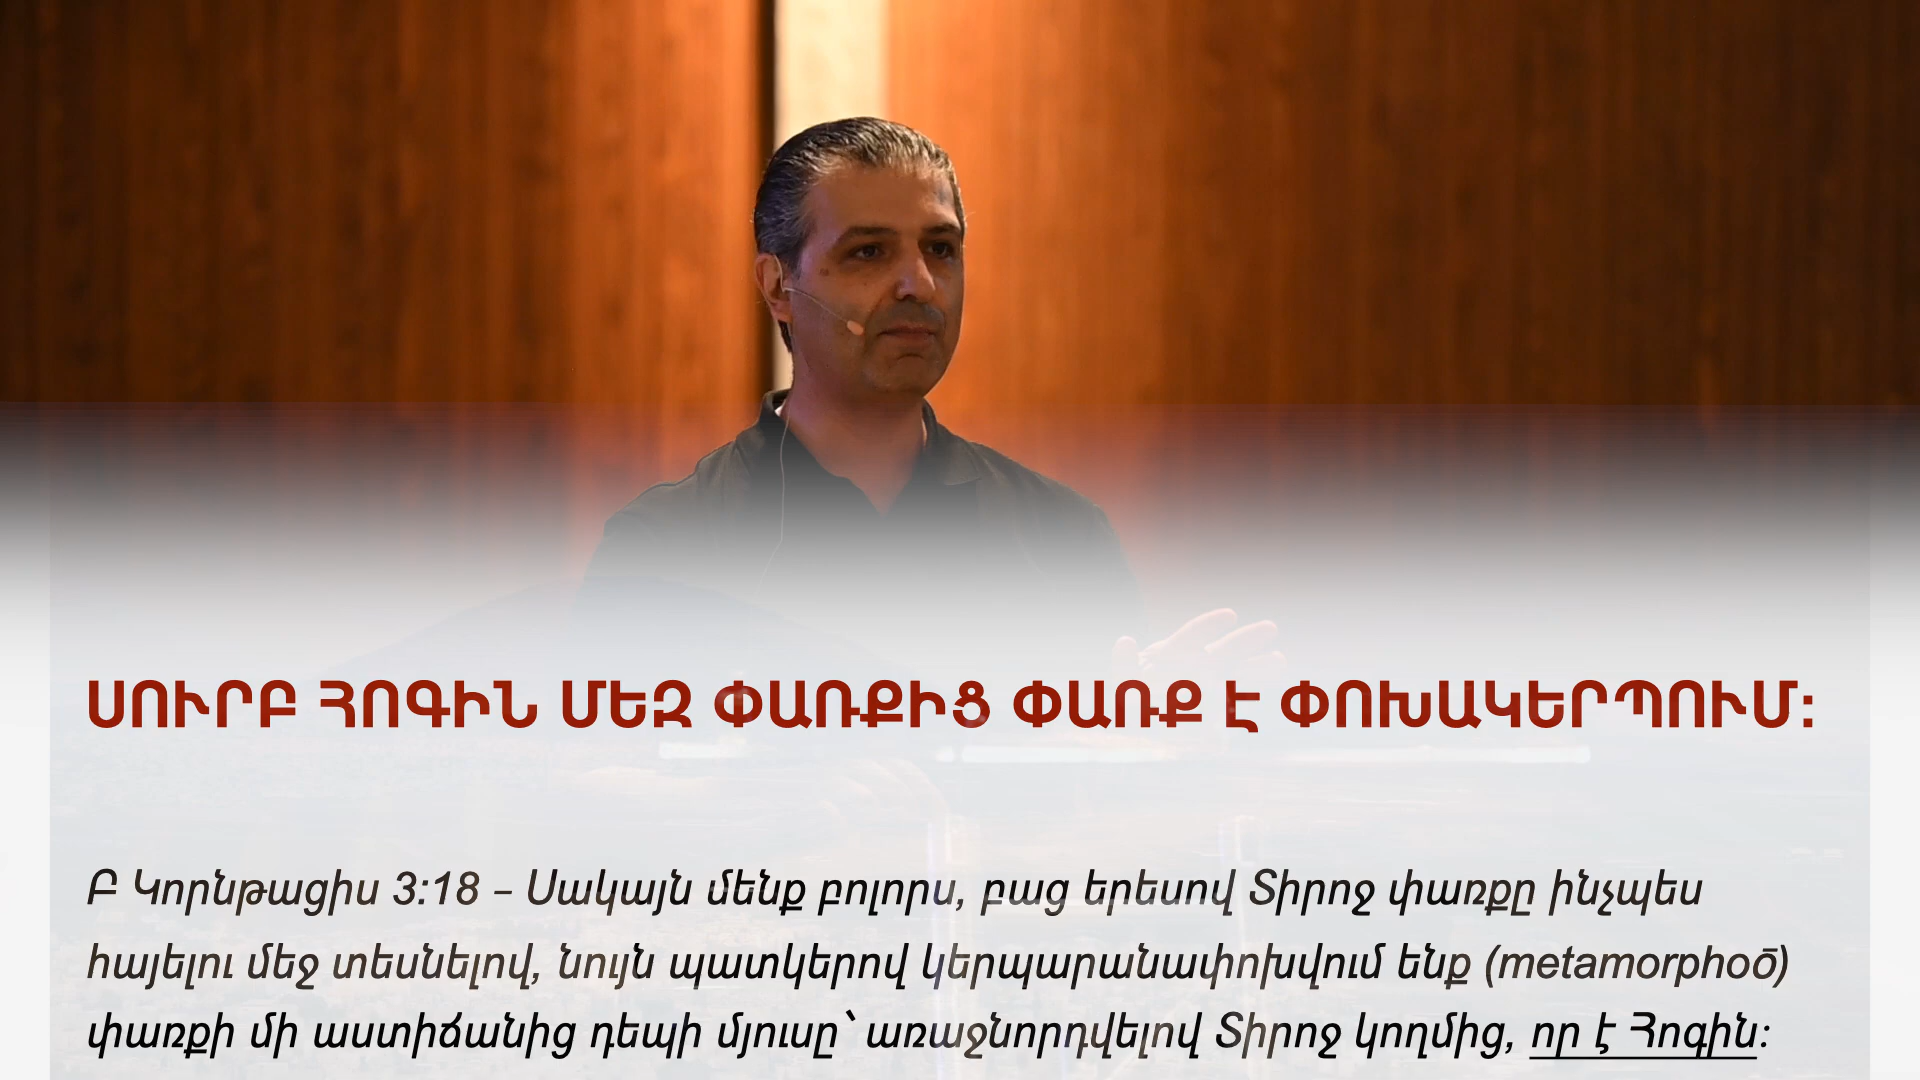 ՍՈՒՐԲ ՀՈԳԻՆ ՄԵԶ ՓԱՌՔԻՑ ՓԱՌՔ Է ՓՈԽԱԿԵՐՊՈՒՄ:
Բ Կորնթացիս 3:18 – Սակայն մենք բոլորս, բաց երեսով Տիրոջ փառքը ինչպես
հայելու մեջ տեսնելով, նույն պատկերով կերպարանափոխվում ենք (metamorphoō)
փառքի մի աստիճանից դեպի մյուսը՝ առաջնորդվելով Տիրոջ կողմից, որ է Հոգին: